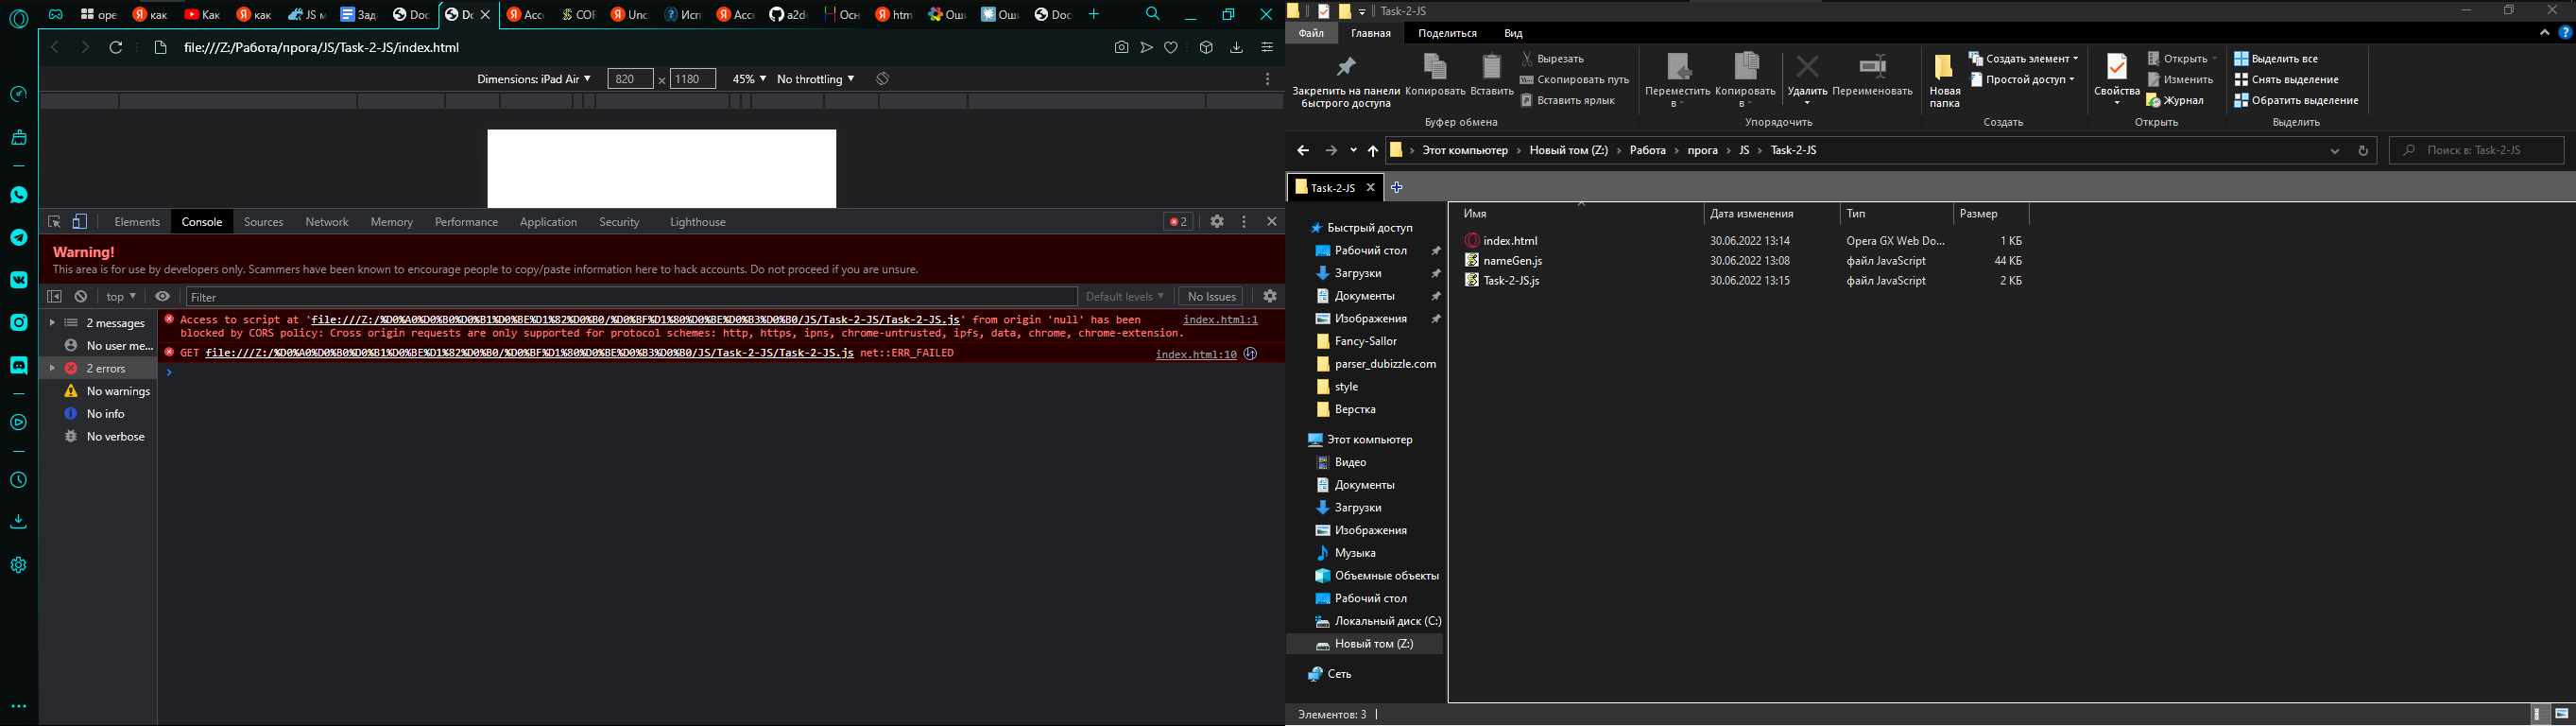 ope
как
Как
как
JS м
Зад
Doc
Do
Acce
COR
Unc
Исп
Acce
a2d
Осн
htm
Оши
Оши
Doc
file:///Z:/Работа/прога/JS/Task-2-JS/index.html
Dimensions: iPad Air ▼ 820 × 1180 45% ▼ No throttling ▼
Elements Console Sources Network Memory Performance Application Security Lighthouse 2
Warning!
This area is for use by developers only. Scammers have been known to encourage people to copy/paste information here to hack accounts. Do not proceed if you are unsure.
top ▼ Filter Default levels ▼ No Issues
2 messages
No user me...
2 errors
No warnings
No info
No verbose
Access to script at 'file:///Z:/%D0%A0%D0%B0%D0%B1%D0%BE%D1%82%D0%B0/%D0%BF%D1%80%D0%BE%D0%B3%D0%B0/JS/Task-2-JS/Task-2-JS.js' from origin 'null' has been index.html:1
blocked by CORS policy: Cross origin requests are only supported for protocol schemes: http, https, ipns, chrome-untrusted, ipfs, data, chrome, chrome-extension.
GET file:///Z:/%D0%A0%D0%B0%D0%B1%D0%BE%D1%82%D0%B0/%D0%BF%D1%80%D0%BE%D0%B3%D0%B0/JS/Task-2-JS/Task-2-JS.js net::ERR_FAILED index.html:10
Task-2-JS
Файл Главная Поделиться Вид
Закрепить на панели
быстрого доступа
Копировать
Вставить
Вырезать
Скопировать путь
Вставить ярлык
Буфер обмена
Переместить
в
Копировать
в
Удалить
Переименовать
Упорядочить
Новая
папка
Создать элемент
Простой доступ
Создать
Свойства
Открыть
Изменить
Журнал
Открыть
Выделить все
Снять выделение
Обратить выделение
Выделить
Этот компьютер › Новый том (Z:) › Работа › прога › JS › Task-2-JS
Поиск в: Task-2-JS
Task-2-JS
Быстрый доступ
Рабочий стол
Загрузки
Документы
Изображения
Fancy-Sallor
parser_dubizzle.com
style
Верстка
Этот компьютер
Видео
Документы
Загрузки
Изображения
Музыка
Объемные объекты
Рабочий стол
Локальный диск (C:)
Новый том (Z:)
Сеть
Имя Дата изменения Тип Размер
index.html 30.06.2022 13:14 Opera GX Web Do... 1 КБ
nameGen.js 30.06.2022 13:08 файл JavaScript 44 КБ
Task-2-JS.js 30.06.2022 13:15 файл JavaScript 2 КБ
Элементов: 3